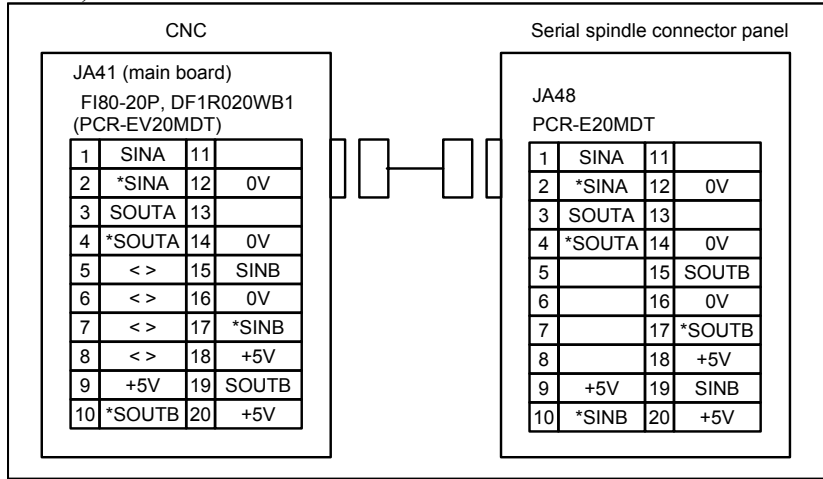 CNC
Serial spindle connector panel
JA41 (main board)
FI80-20P, DF1R020WB1
(PCR-EV20MDT)
1 SINA 11
2 *SINA 12 0V
3 SOUTA 13
4 *SOUTA 14 0V
5 < > 15 SINB
6 < > 16 0V
7 < > 17 *SINB
8 < > 18 +5V
9 +5V 19 SOUTB
10 *SOUTB 20 +5V
JA48
PCR-E20MDT
1 SINA 11
2 *SINA 12 0V
3 SOUTA 13
4 *SOUTA 14 0V
5 15 SOUTB
6 16 0V
7 17 *SOUTB
8 18 +5V
9 +5V 19 SINB
10 *SINB 20 +5V